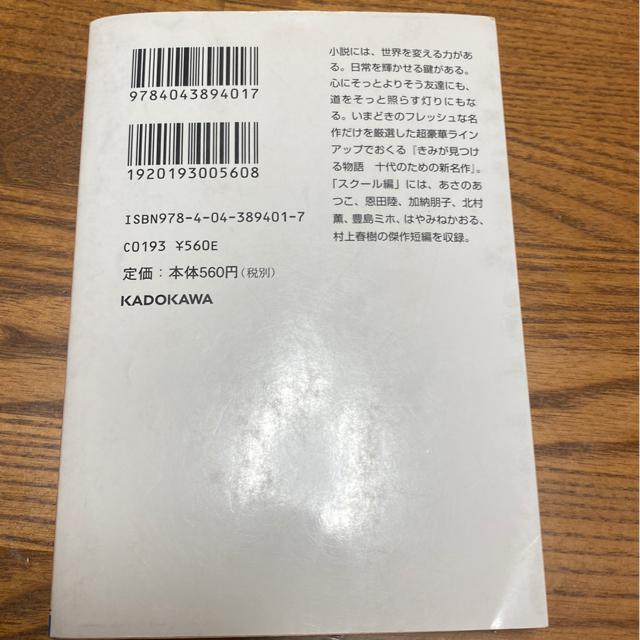 9784043894017
1920193005608
ISBN978-4-04-389401-7
C0193 ¥560E
定価：本体560円(税別)
KADOKAWA
小説には、世界を変える力があ
る。日常を輝かせる鍵がある。
心にそっとよりそう友達にも、
道をそっと照らす灯りにもな
る。いまどきのフレッシュな名
作だけを厳選した超豪華ライン
アップでおくる『きみが見つけ
る物語　十代のための新名作』。
「スクール編」には、あさのあ
つこ、恩田陸、加納朋子、北村
薫、豊島ミホ、はやみねかおる、
村上春樹の傑作短編を収録。